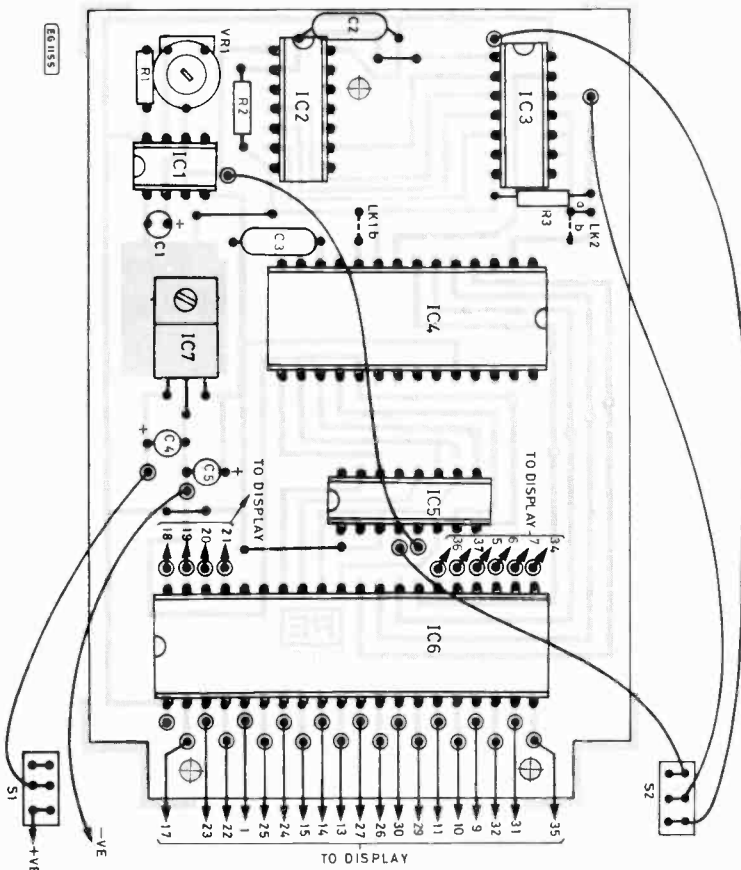 EG1155
VR1
R1
R2
C2
IC2
IC3
IC1
+
C1
R3
a
b
LK2
LK1b
C3
IC4
IC7
+
C4
C5
+
TO DISPLAY
18
19
20
21
IC5
TO DISPLAY
36
37
5
6
7
34
IC6
S1
-VE
+VE
S2
17
23
22
1
25
24
15
14
13
27
26
30
29
11
10
9
32
31
35
TO DISPLAY